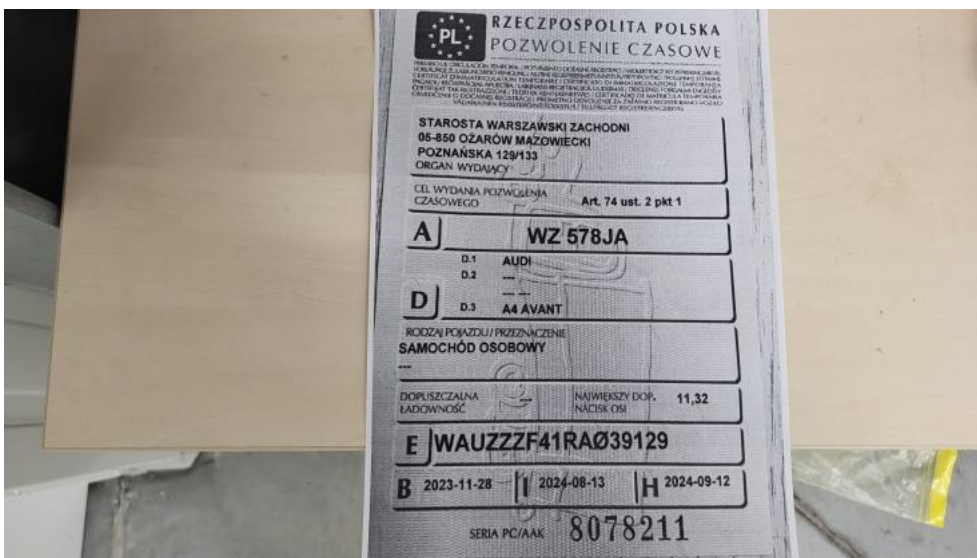 PL
RZECZPOSPOLITA POLSKA
POZWOLENIE CZASOWE
STAROSTA WARSZAWSKI ZACHODNI
05-850 OŻARÓW MAZOWIECKI
POZNAŃSKA 129/133
ORGAN WYDAJĄCY
CEL WYDANIA POZWOLENIA
CZASOWEGO Art. 74 ust. 2 pkt 1
A WZ 578JA
D.1 AUDI
D.2 ---
--- ---
D D.3 A4 AVANT
RODZAJ POJAZDU / PRZEZNACZENIE
SAMOCHÓD OSOBOWY
---
DOPUSZCZALNA --- NAJWIĘKSZY DOP. 11,32
ŁADOWNOŚĆ NACISK OSI
E WAUZZZF41RAØ39129
B 2023-11-28 I 2024-08-13 H 2024-09-12
SERIA PC/AAK 8078211